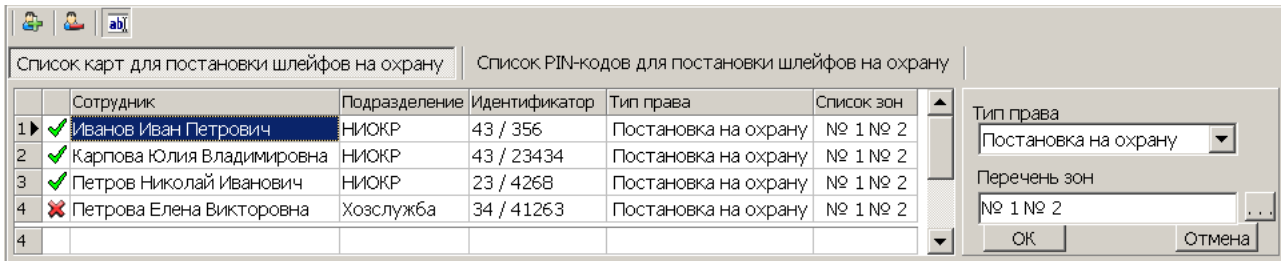 ab
Список карт для постановки шлейфов на охрану Список PIN-кодов для постановки шлейфов на охрану
Сотрудник Подразделение Идентификатор Тип права Список зон
1 Иванов Иван Петрович НИОКР 43 / 356 Постановка на охрану № 1 № 2
2 Карпова Юлия Владимировна НИОКР 43 / 23434 Постановка на охрану № 1 № 2
3 Петров Николай Иванович НИОКР 23 / 4268 Постановка на охрану № 1 № 2
4 Петрова Елена Викторовна Хозслужба 34 / 41263 Постановка на охрану № 1 № 2
4
Тип права
Постановка на охрану
Перечень зон
№ 1 № 2 ...
ОК Отмена